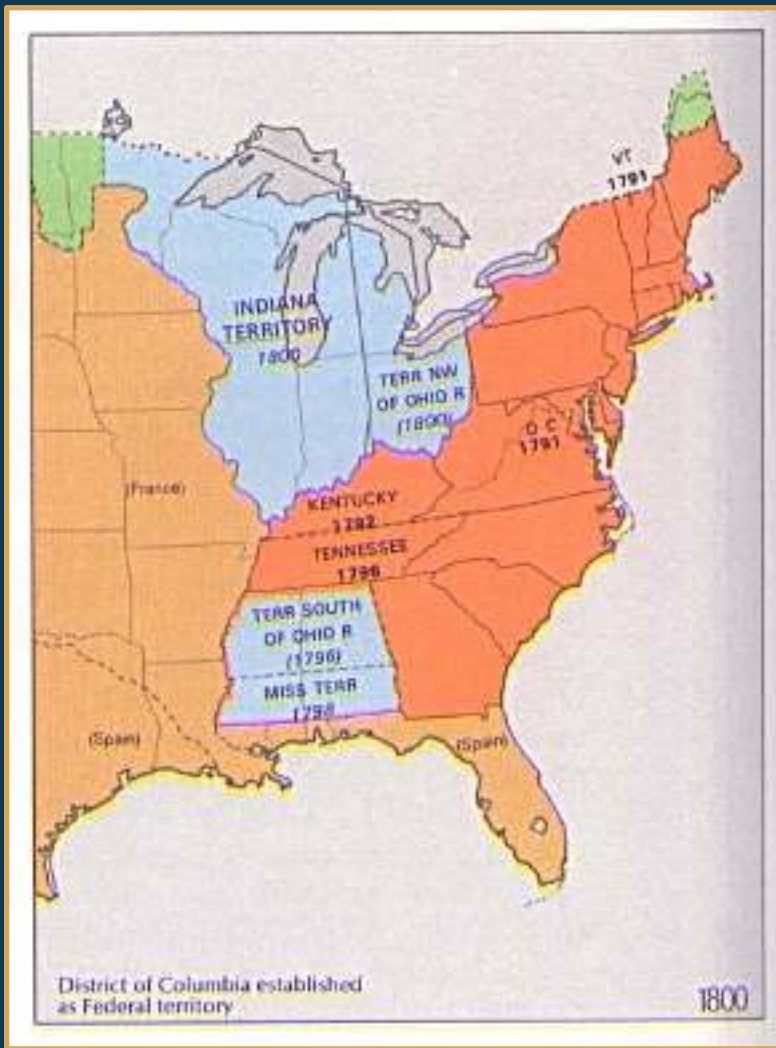 VT
1791
INDIANA
TERRITORY
1800
TERR NW
OF OHIO R
(1800)
D C
1791
(France)
KENTUCKY
1792
TENNESSEE
1796
TERR SOUTH
OF OHIO R
(1796)
MISS TERR
1798
(Spain)
(Spain)
District of Columbia established
as Federal territory
1800